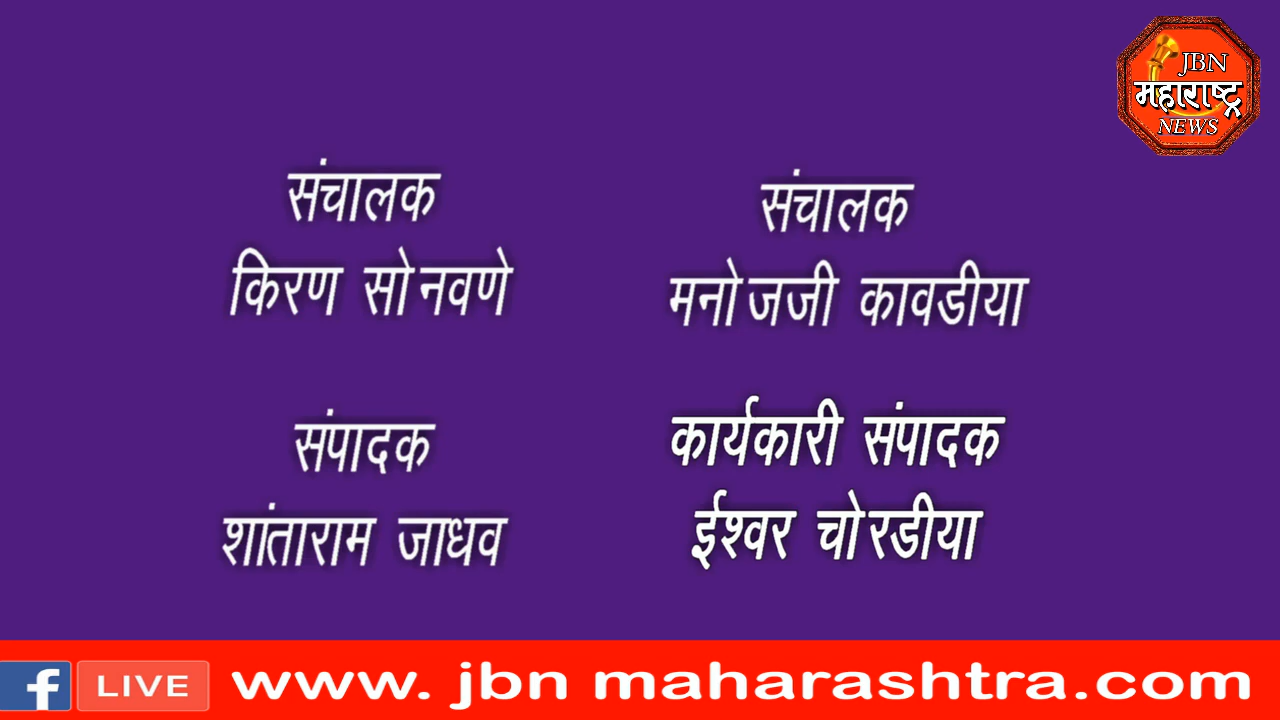 JBN
महाराष्ट्र
NEWS
संचालक
किरण सोनवणे
संचालक
मनोजजी कावडीया
संपादक
शांताराम जाधव
कार्यकारी संपादक
ईश्वर चोरडीया
f LIVE www. jbn maharashtra.com